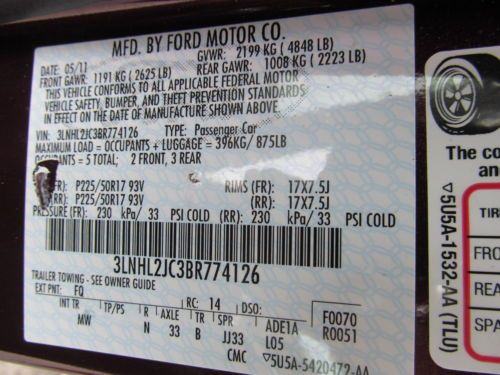 MFD. BY FORD MOTOR CO.
DATE: 05/11 GVWR: 2199 KG ( 4848 LB)
FRONT GAWR: 1191 KG ( 2625 LB) REAR GAWR: 1008 KG ( 2223 LB)
THIS VEHICLE CONFORMS TO ALL APPLICABLE FEDERAL MOTOR
VEHICLE SAFETY, BUMPER, AND THEFT PREVENTION STANDARDS
IN EFFECT ON THE DATE OF MANUFACTURE SHOWN ABOVE.
VIN: 3LNHL2JC3BR774126 TYPE: Passenger Car
MAXIMUM LOAD = OCCUPANTS + LUGGAGE = 396KG/ 875LB
OCCUPANTS = 5 TOTAL; 2 FRONT, 3 REAR
(FR): P225/50R17 93V RIMS (FR): 17X7.5J
(RR): P225/50R17 93V (RR): 17X7.5J
PRESSURE (FR): 230 kPa/ 33 PSI COLD (RR): 230 kPa/ 33 PSI COLD
3LNHL2JC3BR774126
TRAILER TOWING - SEE OWNER GUIDE
EXT PNT: FQ RC: 14 DSO: F0070
INT TR TP/PS R AXLE TR SPR ADE1A R0051
MW N 33 B JJ33 L05
CMC ▽5U5A-5420472-AA
The co
and
TIR
FRO
REA
SPA
▽5U5A-1532-AA (TLU)